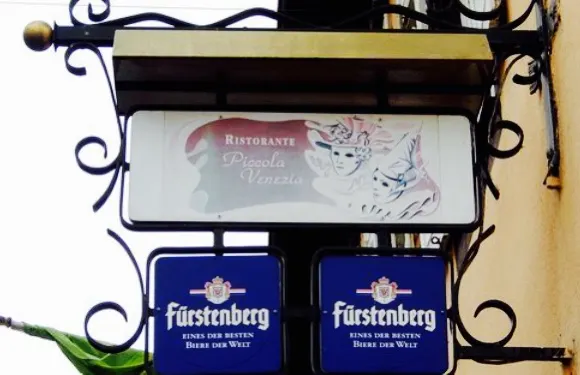 RISTORANTE
Piccola
VENEZIA
Fürstenberg
EINES DER BESTEN
BIERE DER WELT
Fürstenberg
EINES DER BESTEN
BIERE DER WELT